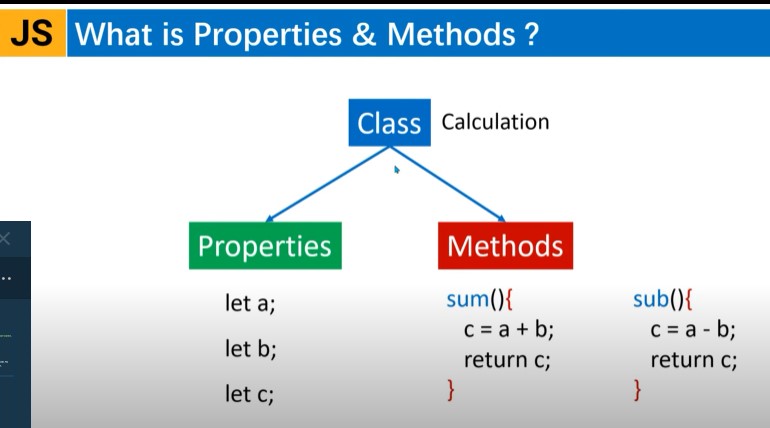 JS What is Properties & Methods ?
Class Calculation
Properties
Methods
let a;
let b;
let c;
sum(){
c = a + b;
return c;
}
sub(){
c = a - b;
return c;
}